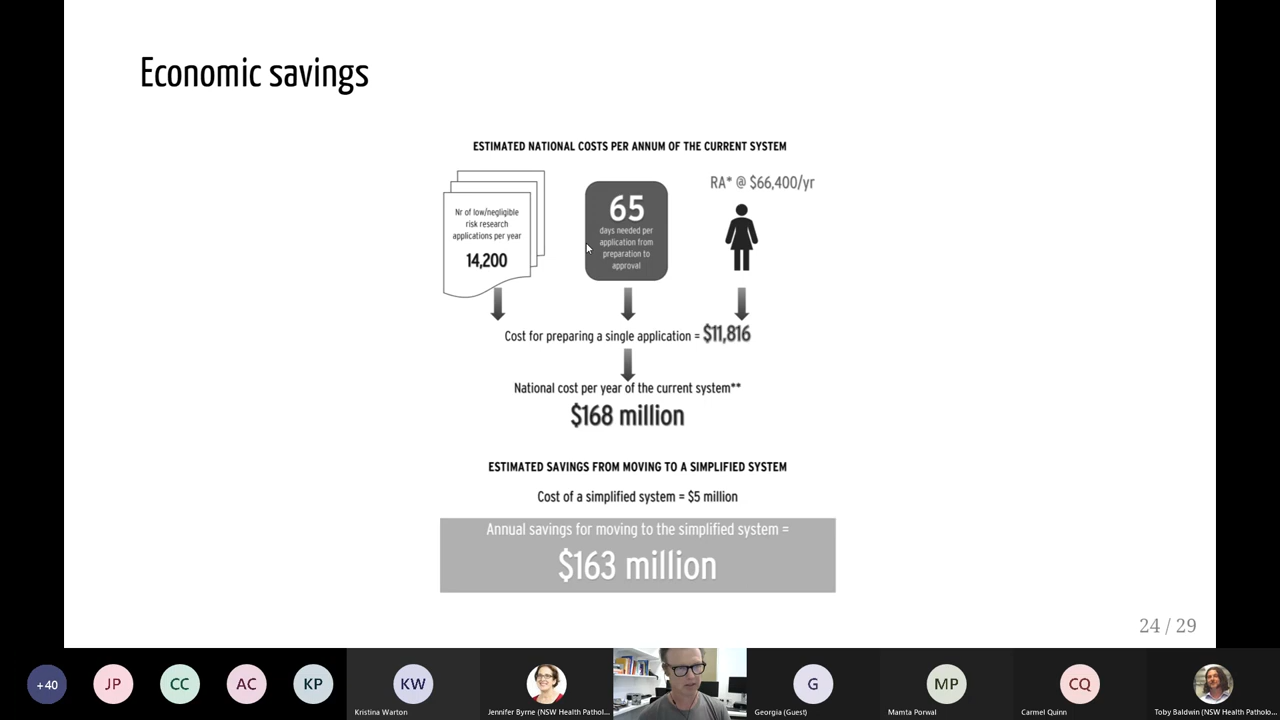 Economic savings
ESTIMATED NATIONAL COSTS PER ANNUM OF THE CURRENT SYSTEM
Nr of low/negligible
risk research
applications per year
14,200
65
days needed per
application from
preparation to
approval
RA* @ $66,400/yr
Cost for preparing a single application = $11,816
National cost per year of the current system**
$168 million
ESTIMATED SAVINGS FROM MOVING TO A SIMPLIFIED SYSTEM
Cost of a simplified system = $5 million
Annual savings for moving to the simplified system =
$163 million
24 / 29
+40
JP
CC
AC
KP
KW
G
MP
CQ
Kristina Warton
Jennifer Byrne (NSW Health Pathol...
Georgia (Guest)
Mamta Porwal
Carmel Quinn
Toby Baldwin (NSW Health Patholo...